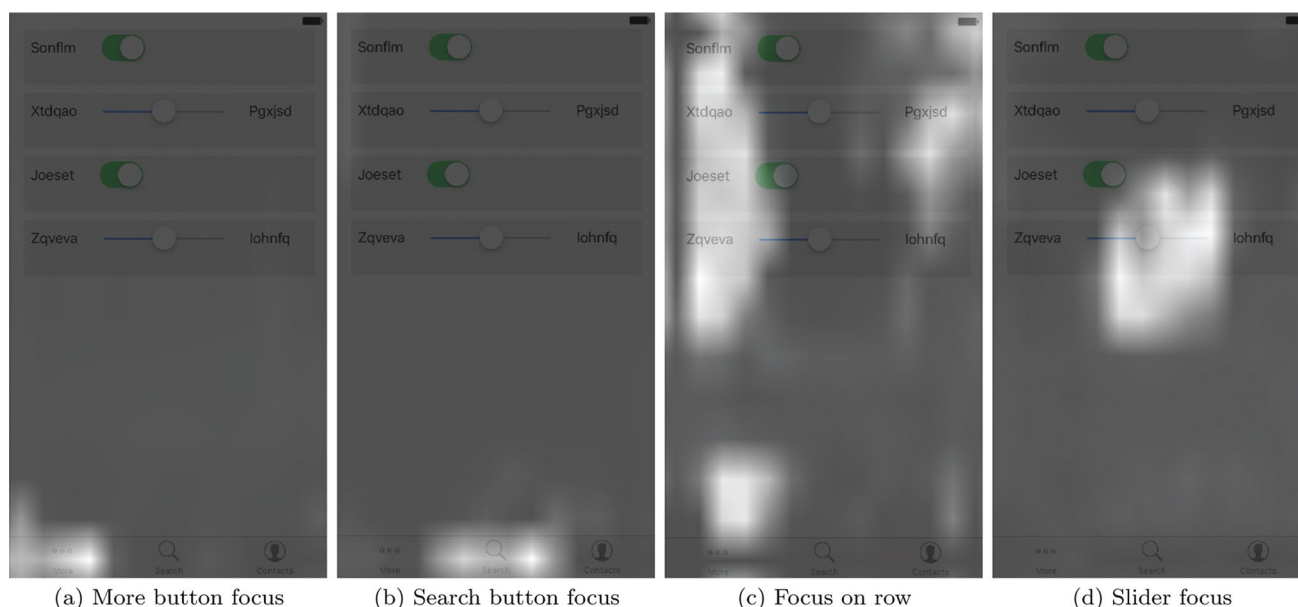 Sonflm
Xtdqao Pgxjsd
Joeset
Zqveva lohnfq
More Search Contacts
(a) More button focus
Sonflm
Xtdqao Pgxjsd
Joeset
Zqveva lohnfq
More Search Contacts
(b) Search button focus
Sonflm
Xtdqao Pgxjsd
Joeset
Zqveva lohnfq
More Search Contacts
(c) Focus on row
Sonflm
Xtdqao Pgxjsd
Joeset
Zqveva lohnfq
More Search Contacts
(d) Slider focus